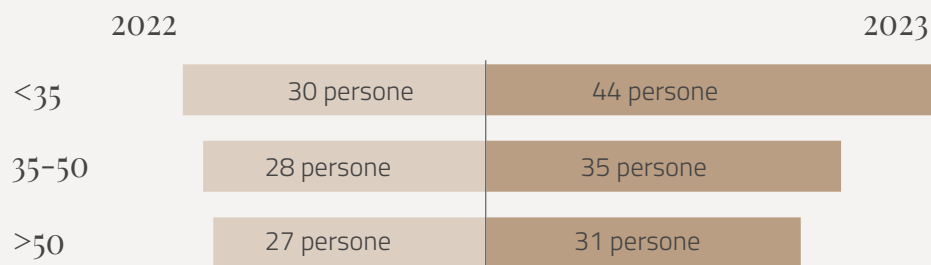 2022 2023
<35 30 persone 44 persone
35-50 28 persone 35 persone
>50 27 persone 31 persone